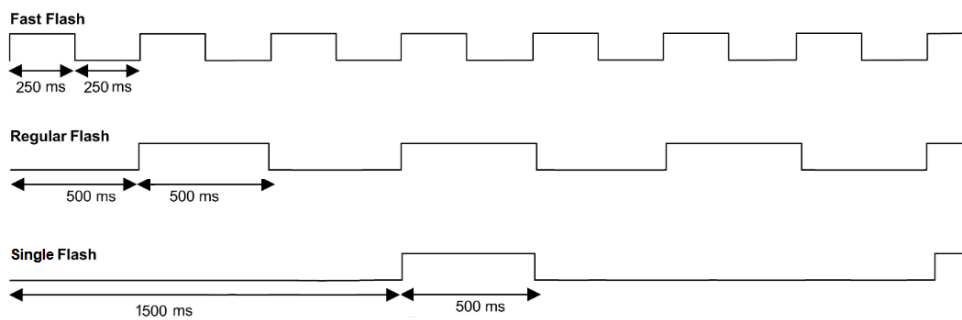 Fast Flash
250 ms 250 ms
Regular Flash
500 ms 500 ms
Single Flash
1500 ms 500 ms